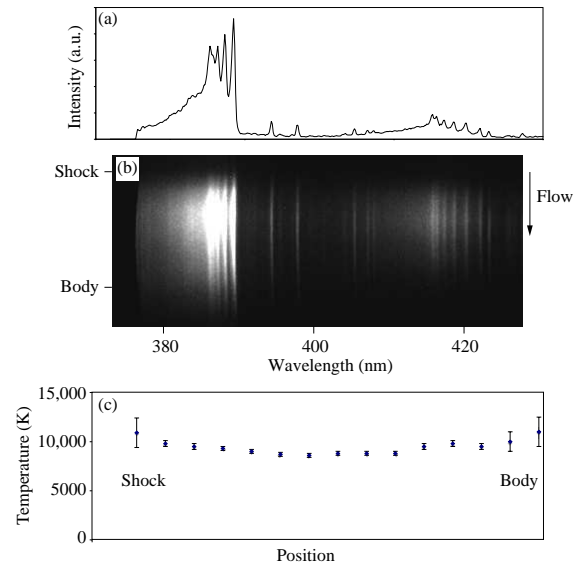 (a)
Intensity (a.u.)
(b)
Shock
Flow
Body
380
400
420
Wavelength (nm)
(c)
15,000
10,000
5000
0
Temperature (K)
Shock
Body
Position